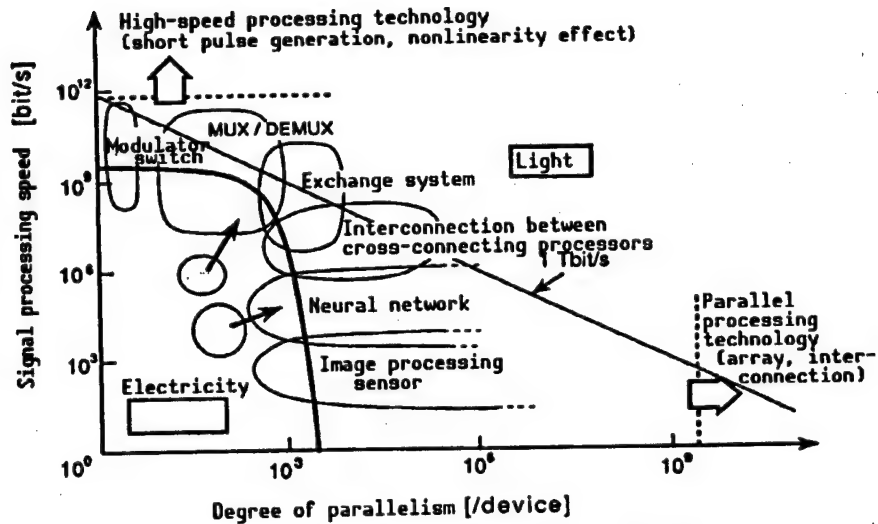 High-speed processing technology
(short pulse generation, nonlinearity effect)
Signal processing speed [bit/s]
10¹²
10⁹
10⁶
10³
10⁰
MUX / DEMUX
Modulator
switch
Light
Exchange system
Interconnection between
cross-connecting processors
1 Tbit/s
Neural network
Parallel
processing
technology
(array, inter-
connection)
Image processing
sensor
Electricity
10³
10⁶
10⁹
Degree of parallelism [/device]